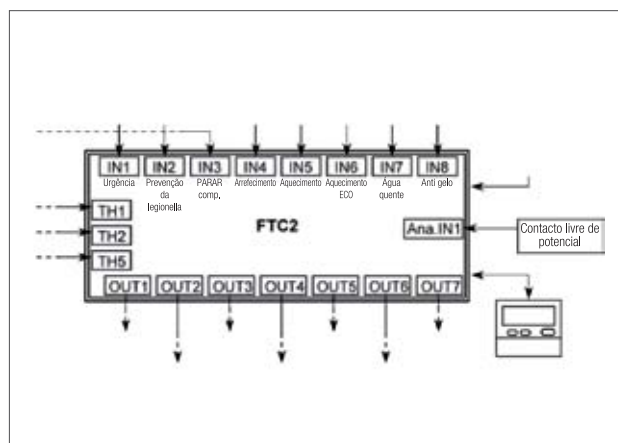 IN1 IN2 IN3 IN4 IN5 IN6 IN7 IN8
Urgência
Prevenção
da
legionella
PARAR
comp.
Arrefecimento
Aquecimento
Aquecimento
ECO
Água
quente
Anti gelo
TH1
TH2
TH5
FTC2
Ana.IN1
Contacto livre de
potencial
OUT1 OUT2 OUT3 OUT4 OUT5 OUT6 OUT7